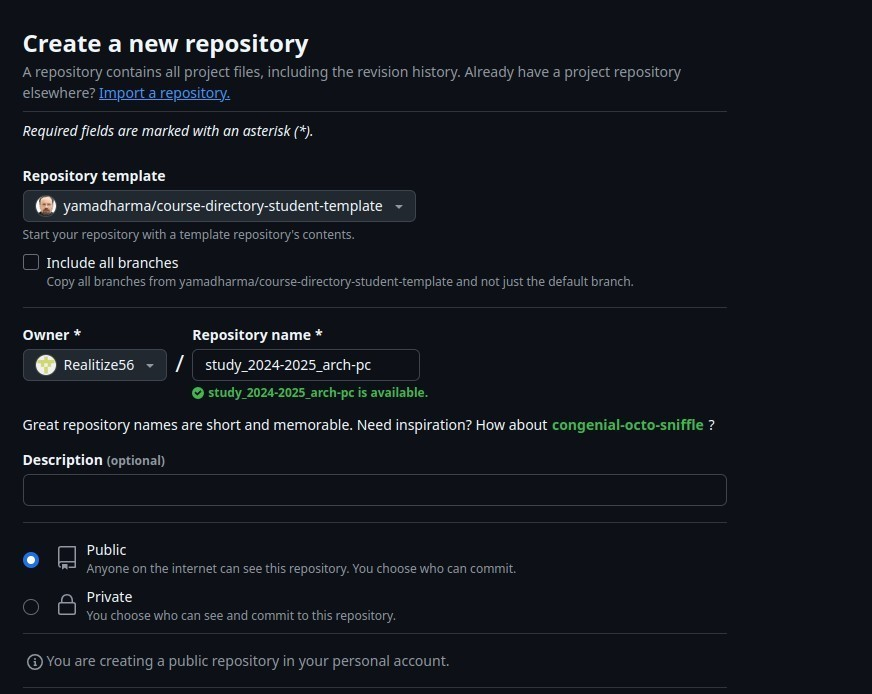 Create a new repository
A repository contains all project files, including the revision history. Already have a project repository
elsewhere? Import a repository.
Required fields are marked with an asterisk (*).
Repository template
yamadharma/course-directory-student-template
Start your repository with a template repository's contents.
Include all branches
Copy all branches from yamadharma/course-directory-student-template and not just the default branch.
Owner * Repository name *
Realitize56 / study_2024-2025_arch-pc
study_2024-2025_arch-pc is available.
Great repository names are short and memorable. Need inspiration? How about congenial-octo-sniffle ?
Description (optional)
Public
Anyone on the internet can see this repository. You choose who can commit.
Private
You choose who can see and commit to this repository.
You are creating a public repository in your personal account.